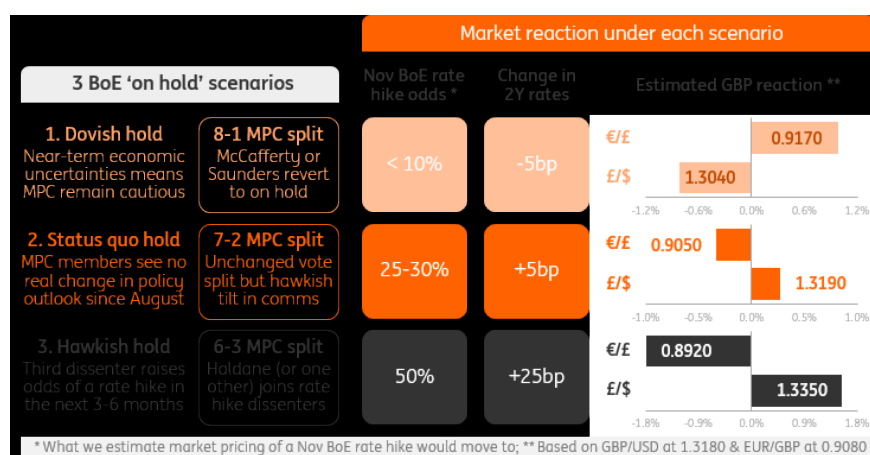 Market reaction under each scenario
3 BoE ‘on hold’ scenarios
Nov BoE rate
hike odds *
Change in
2Y rates
Estimated GBP reaction **
1. Dovish hold
Near-term economic
uncertainties means
MPC remain cautious
8-1 MPC split
McCafferty or
Saunders revert
to on hold
< 10%
-5bp
€/£
0.9170
£/$
1.3040
-1.2%
-0.6%
0.0%
0.6%
1.2%
2. Status quo hold
MPC members see no
real change in policy
outlook since August
7-2 MPC split
Unchanged vote
split but hawkish
tilt in comms
25-30%
+5bp
€/£
0.9050
£/$
1.3190
-1.0%
-0.5%
0.0%
0.5%
1.0%
3. Hawkish hold
Third dissenter raises
odds of a rate hike in
the next 3-6 months
6-3 MPC split
Haldane (or one
other) joins rate
hike dissenters
50%
+25bp
€/£
0.8920
£/$
1.3350
-1.8%
-0.9%
0.0%
0.9%
1.8%
* What we estimate market pricing of a Nov BoE rate hike would move to; ** Based on GBP/USD at 1.3180 & EUR/GBP at 0.9080